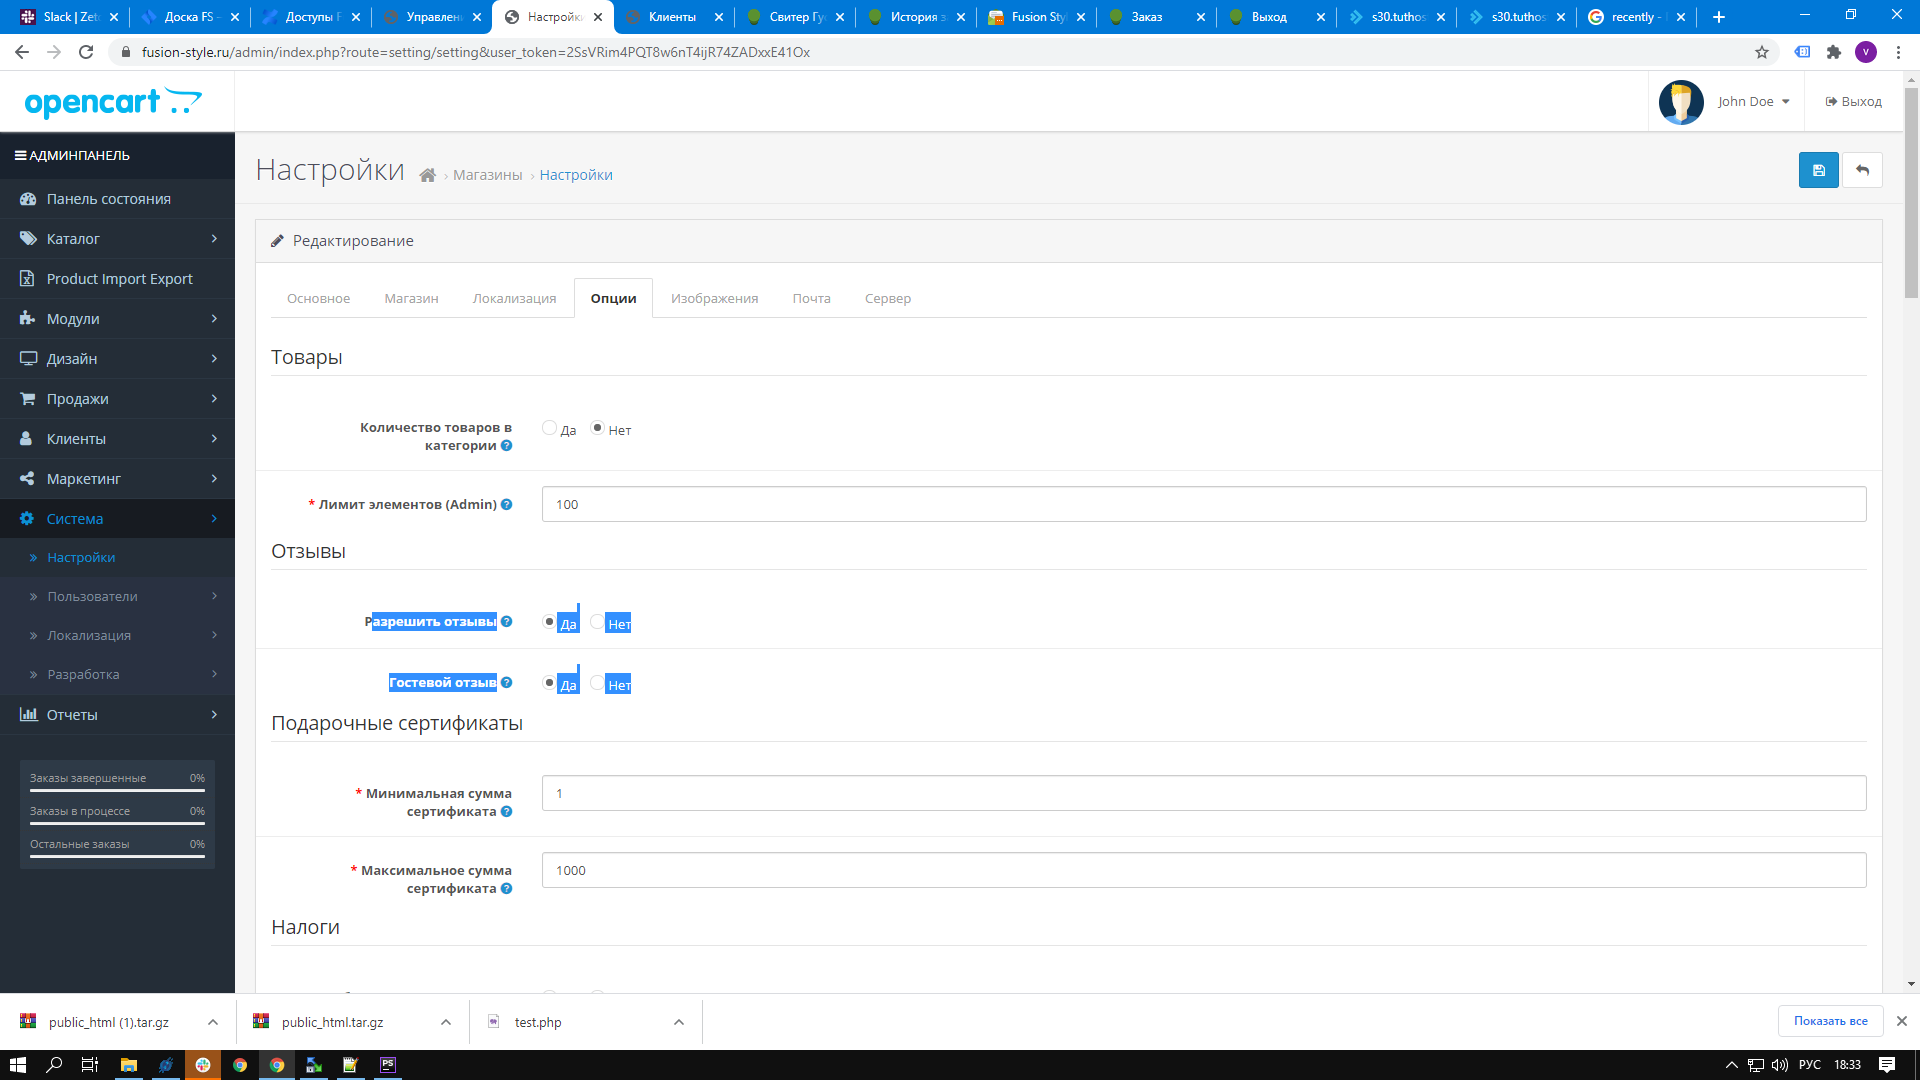 Slack | Zet
Доска FS -
Доступы F
Управлени
Настройки
Клиенты
Свитер Гу
История з
Fusion Sty
Заказ
Выход
s30.tuthos
s30.tuthos
recently -
fusion-style.ru/admin/index.php?route=setting/setting&user_token=2SsVRim4PQT8w6nT4ijR74ZADxxE41Ox
V
opencart
John Doe
Выход
АДМИНПАНЕЛЬ
Панель состояния
Каталог
Product Import Export
Модули
Дизайн
Продажи
Клиенты
Маркетинг
Система
Настройки
Пользователи
Локализация
Разработка
Отчеты
Заказы завершенные 0%
Заказы в процессе 0%
Остальные заказы 0%
Настройки
Магазины
Настройки
Редактирование
Основное
Магазин
Локализация
Опции
Изображения
Почта
Сервер
Товары
Количество товаров в
категории
Да Нет
* Лимит элементов (Admin)
100
Отзывы
Разрешить отзывы
Да Нет
Гостевой отзыв
Да Нет
Подарочные сертификаты
* Минимальная сумма
сертификата
1
* Максимальное сумма
сертификата
1000
Налоги
public_html (1).tar.gz
public_html.tar.gz
test.php
Показать все
PS
РУС
18:33